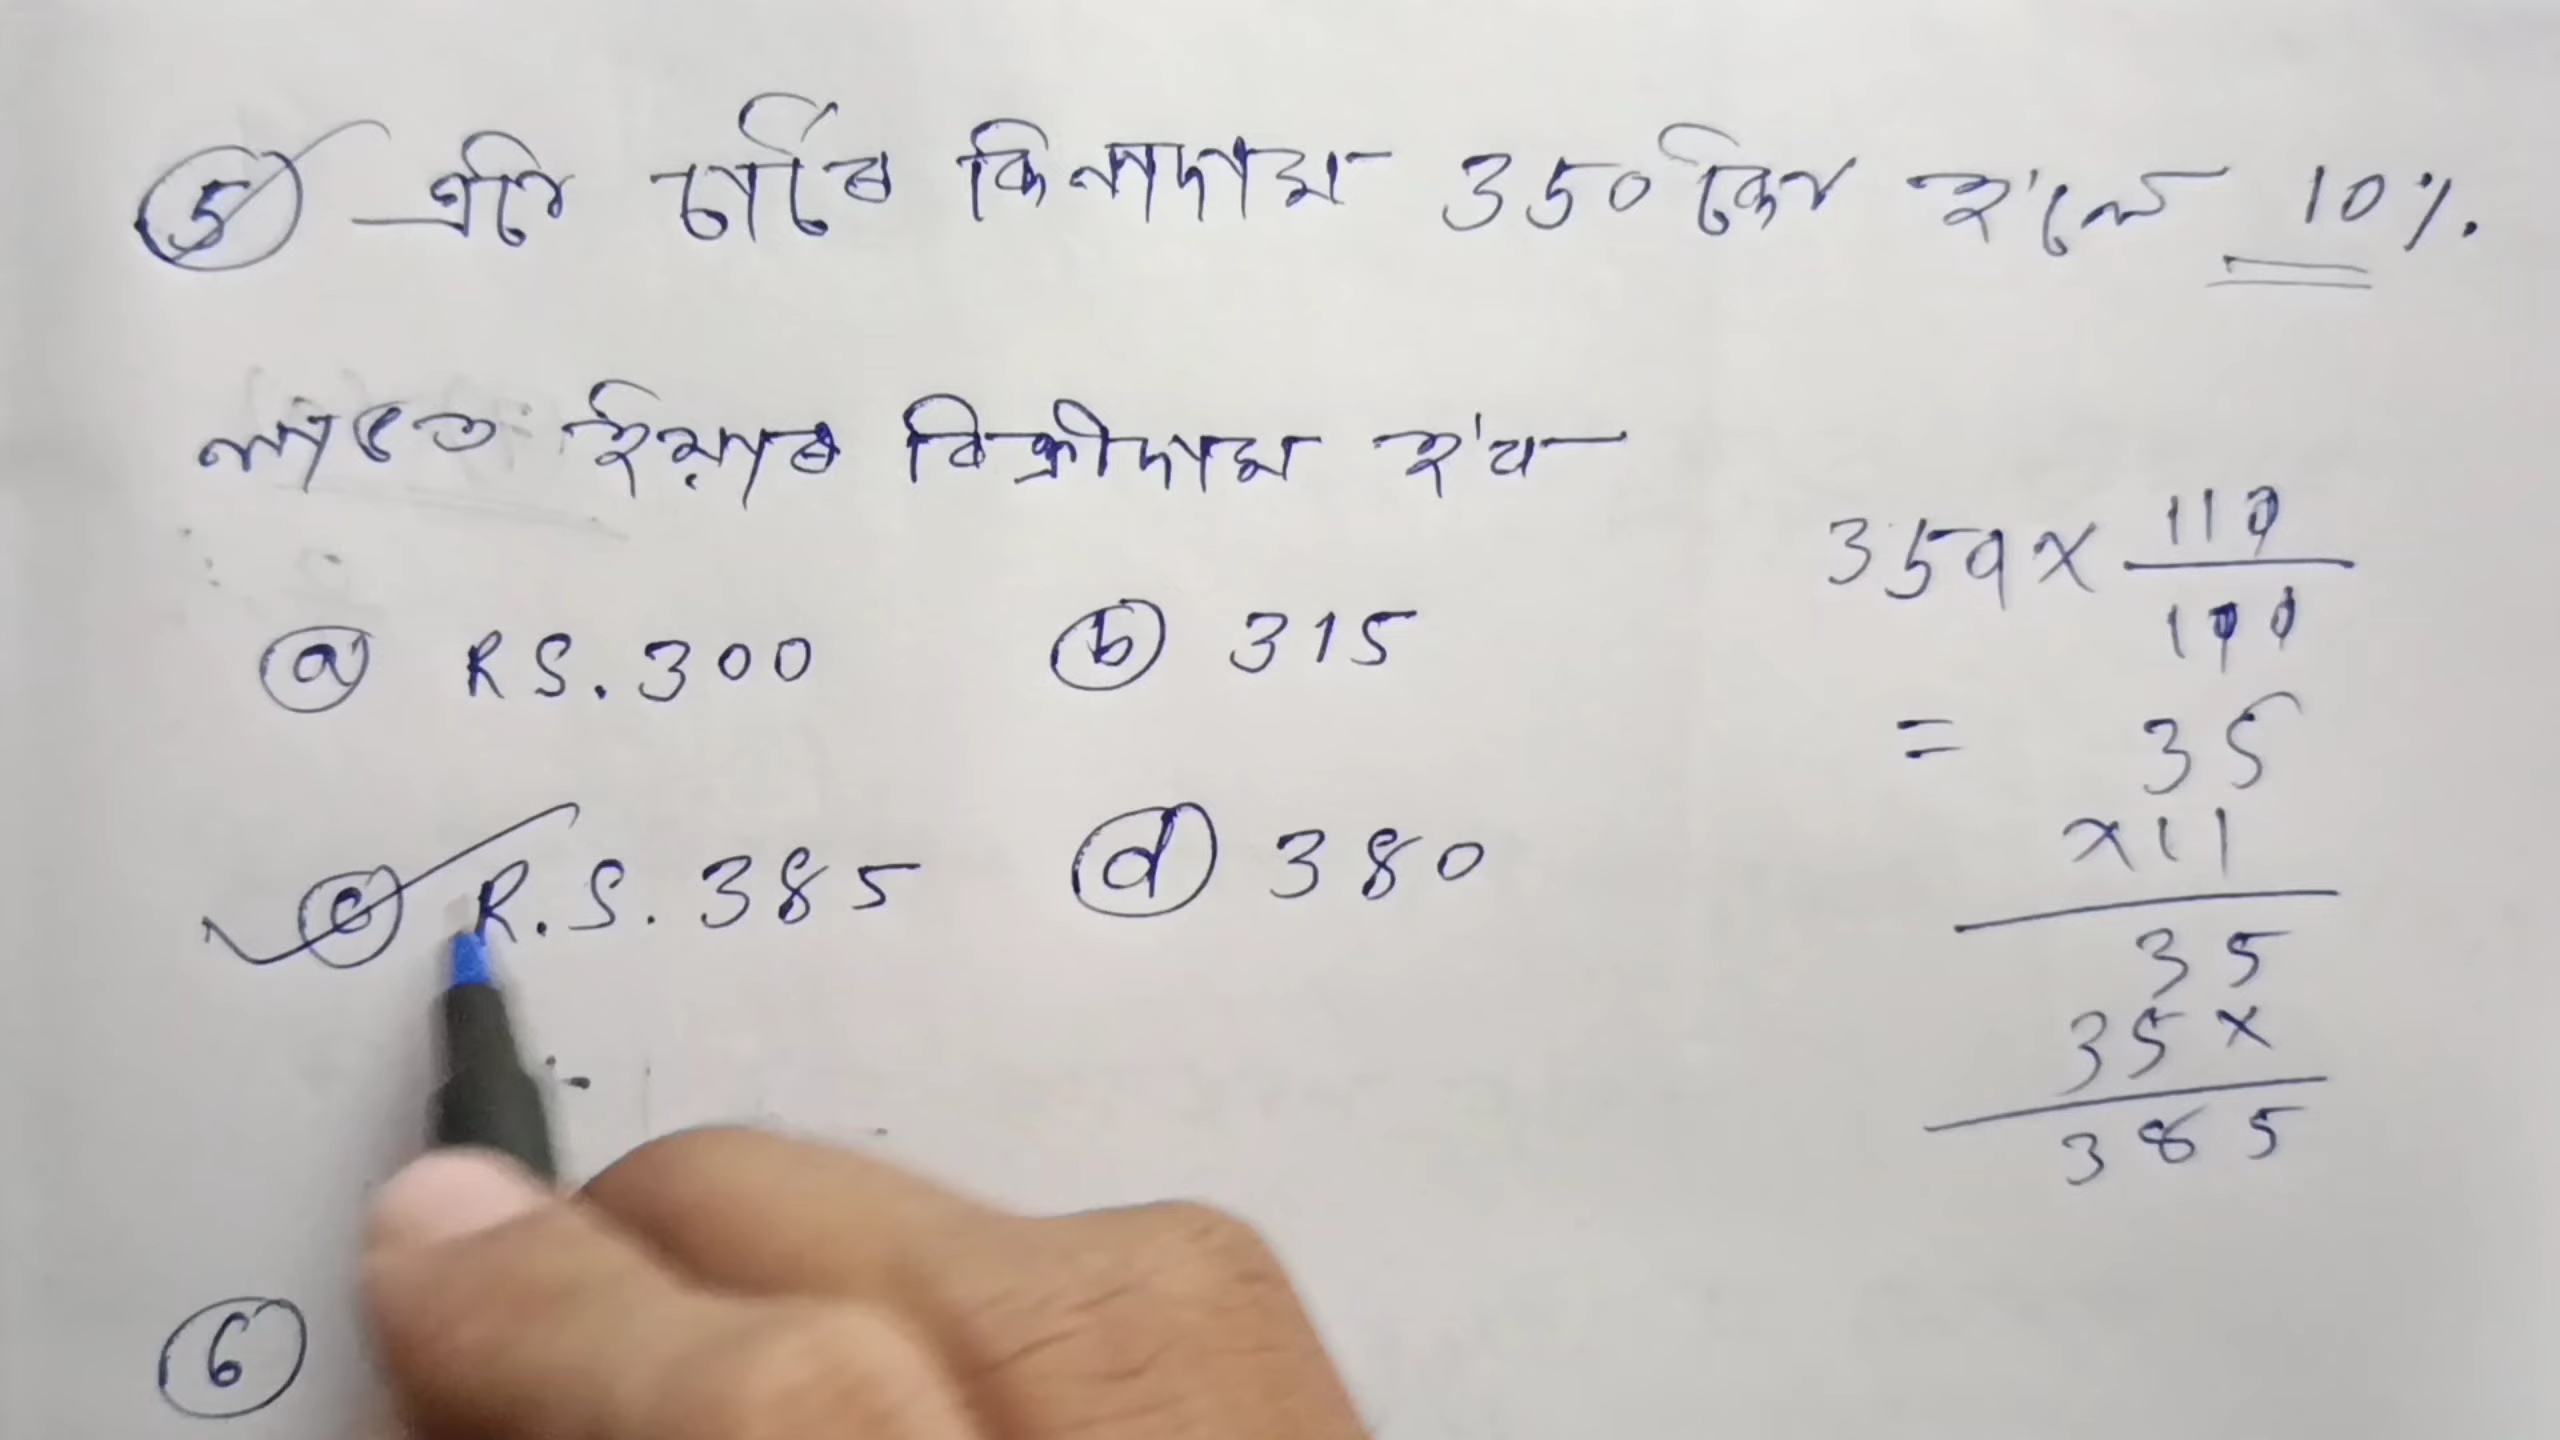 5 এটা চাৰ্টৰ কিনাদাম 350 টকা হ'লে 10%.
লাভত ইয়াৰ বিক্ৰীদাম হ'ব
a RS. 300 b 315
c R.S. 385 d 380
350 × 110
100
= 35
×11
35
35×
385
6